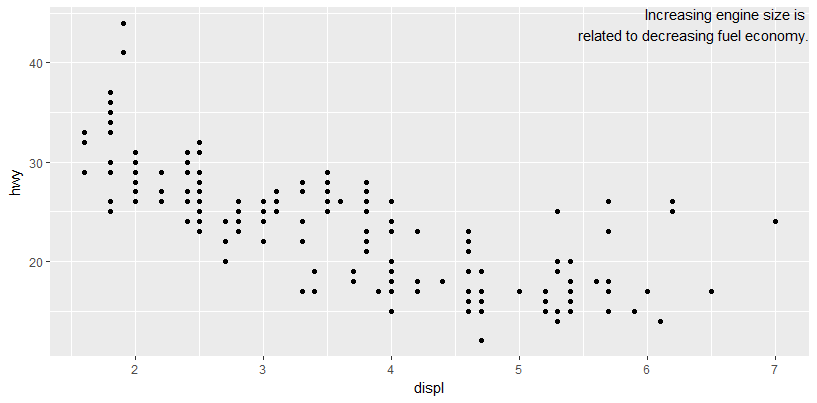 Increasing engine size is
related to decreasing fuel economy.
40
30
20
hwy
2 3 4 5 6 7
displ